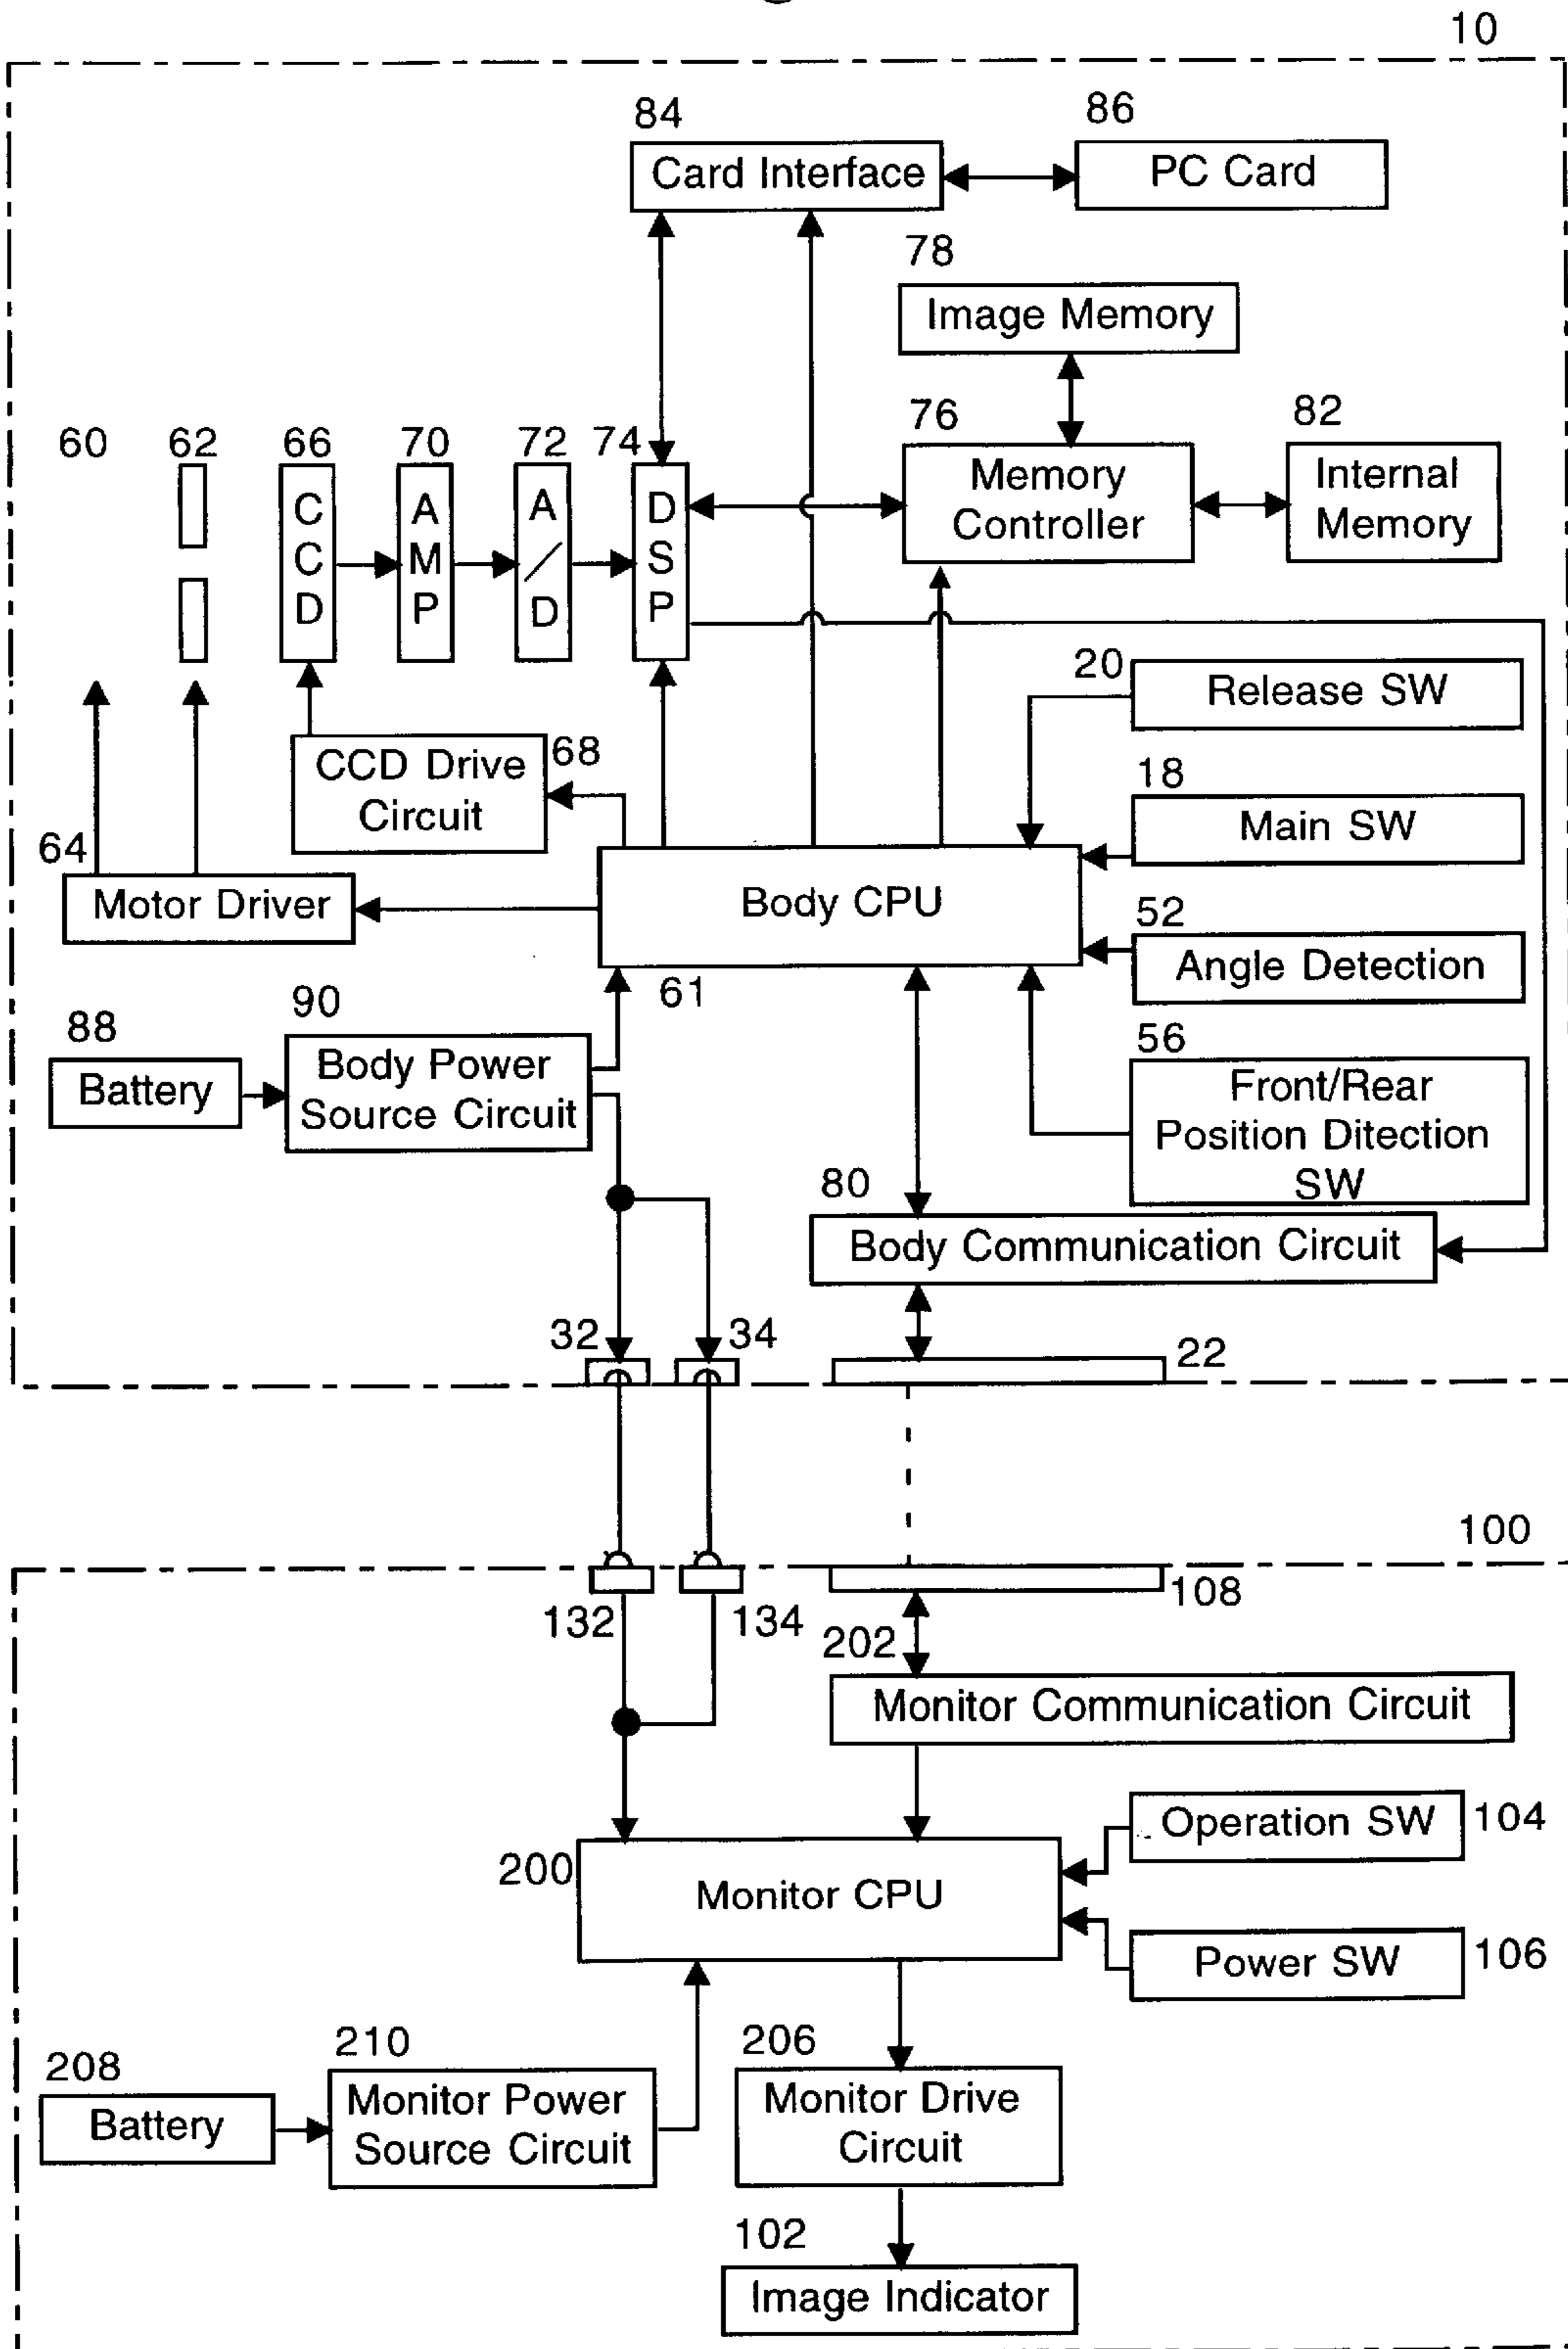 10
84
86
Card Interface
PC Card
78
Image Memory
76
82
60
62
66
70
72
74
C
C
D
A
M
P
A
/
D
D
S
P
Memory
Controller
Internal
Memory
20
Release SW
CCD Drive
Circuit
68
18
Main SW
64
Motor Driver
Body CPU
52
Angle Detection
61
90
88
Battery
Body Power
Source Circuit
56
Front/Rear
Position Ditection
SW
80
Body Communication Circuit
32
34
22
100
132
134
108
202
Monitor Communication Circuit
Operation SW
104
200
Monitor CPU
Power SW
106
210
206
208
Battery
Monitor Power
Source Circuit
Monitor Drive
Circuit
102
Image Indicator